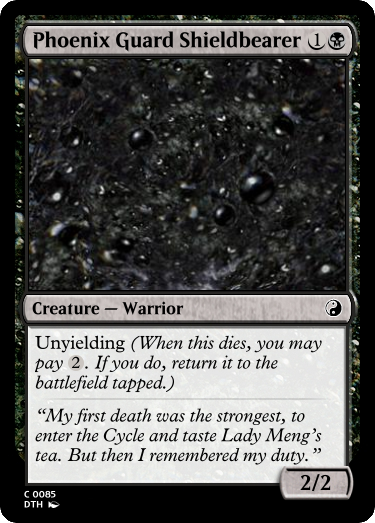 Phoenix Guard Shieldbearer 1
Creature — Warrior
Unyielding (When this dies, you may
pay 2. If you do, return it to the
battlefield tapped.)
“My first death was the strongest, to
enter the Cycle and taste Lady Meng’s
tea. But then I remembered my duty.”
2/2
C 0085
DTH